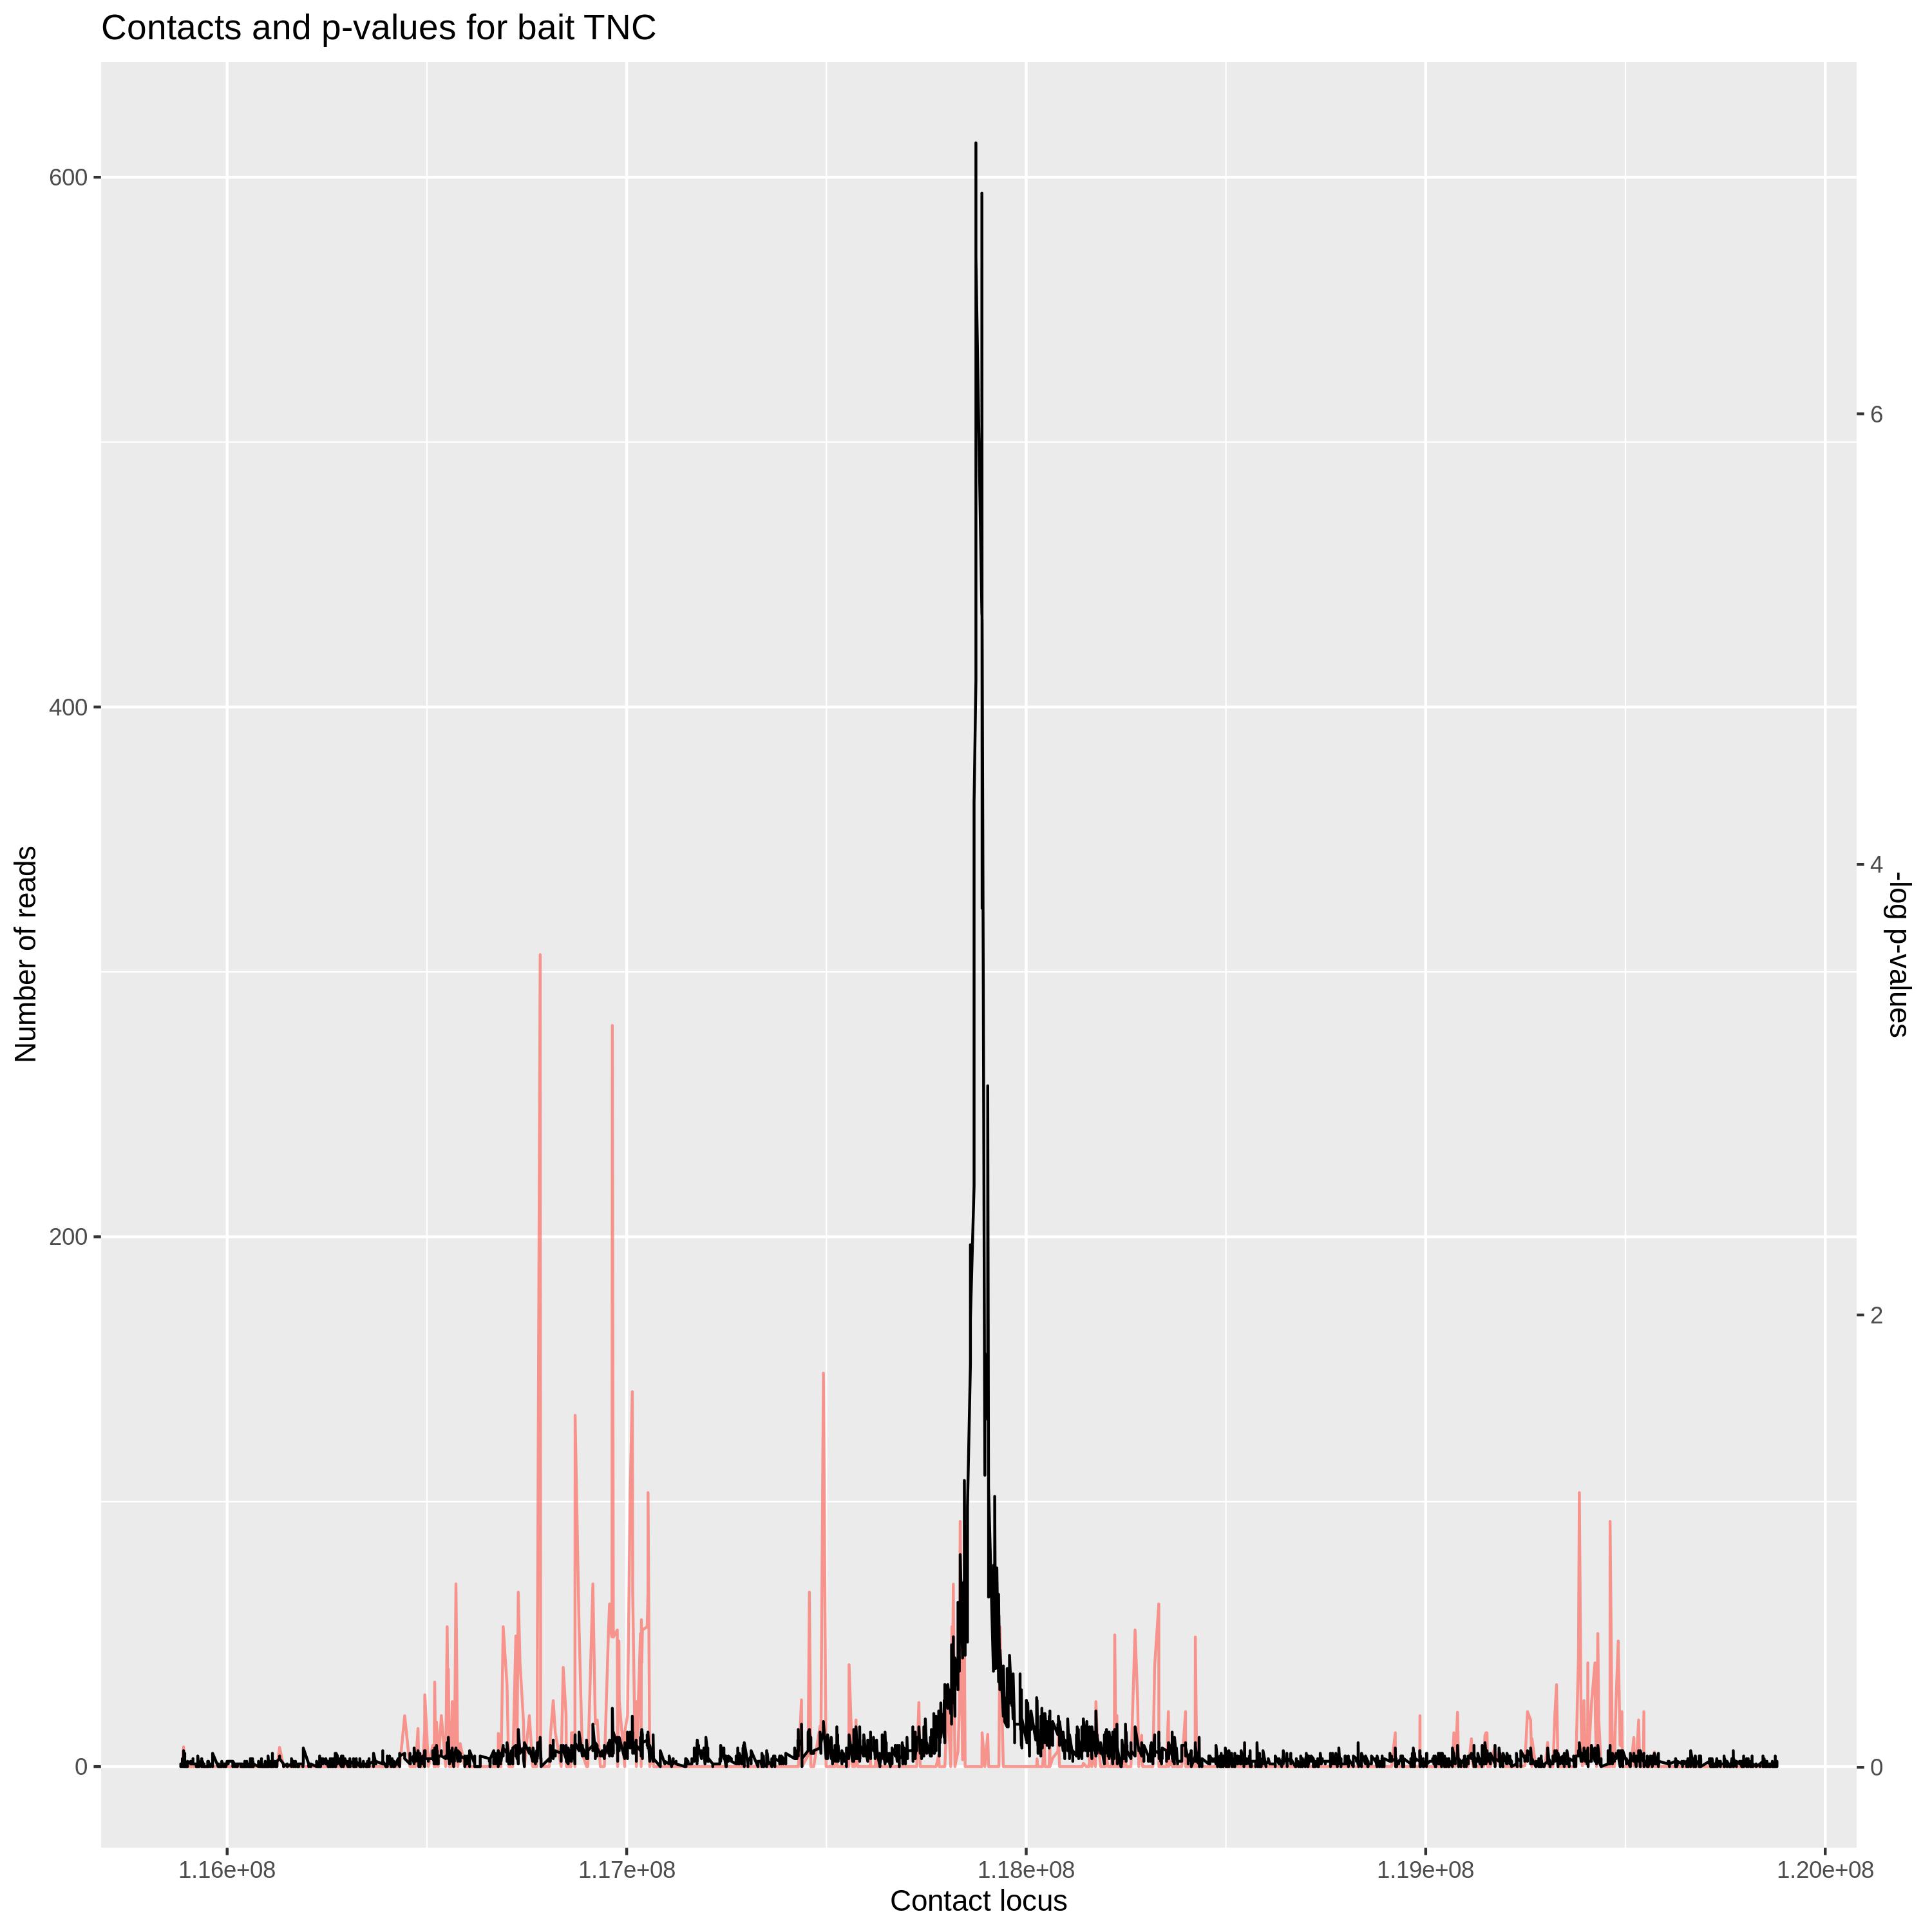 Contacts and p-values for bait TNC
Number of reads
600
400
200
0
6
4
2
0
-log p-values
1.16e+08
1.17e+08
1.18e+08
1.19e+08
1.20e+08
Contact locus